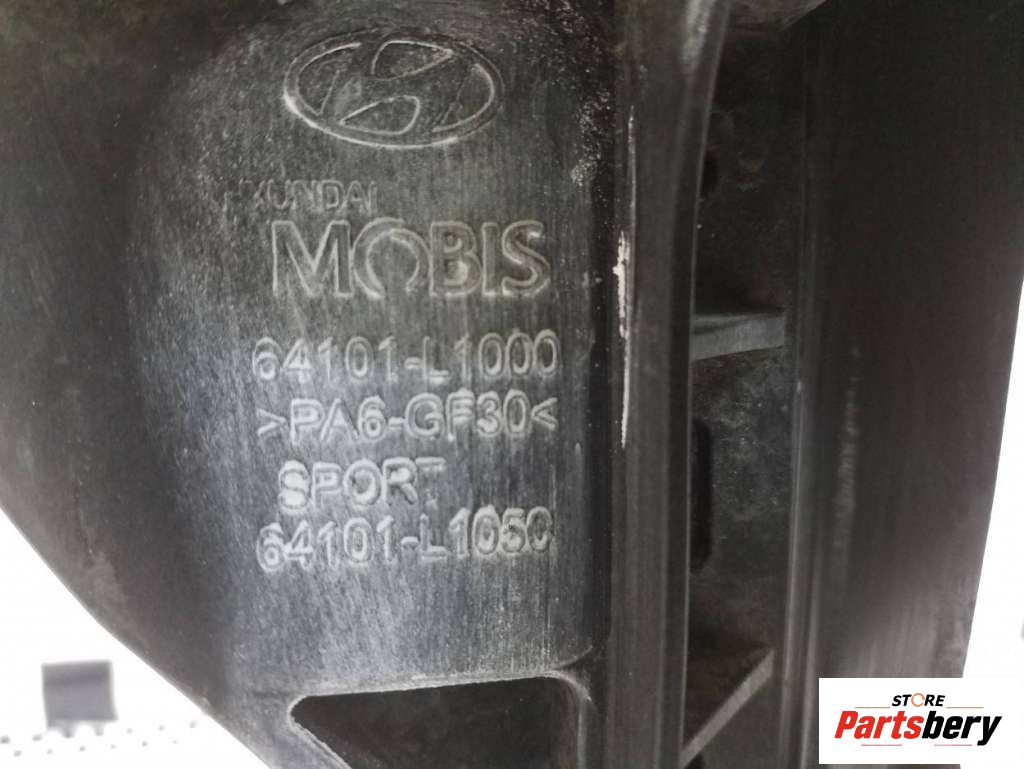 HYUNDAI
MOBIS
64101-L1000
>PA6-GF30<
SPORT
64101-L1050
STORE
Partsbery